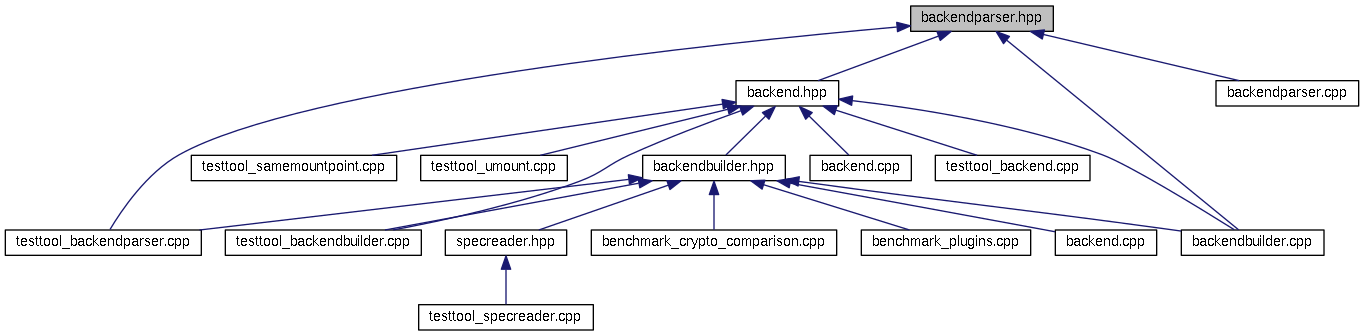 backendparser.hpp
backend.hpp
backendparser.cpp
testtool_samemountpoint.cpp
testtool_umount.cpp
backendbuilder.hpp
backend.cpp
testtool_backend.cpp
testtool_backendparser.cpp
testtool_backendbuilder.cpp
specreader.hpp
benchmark_crypto_comparison.cpp
benchmark_plugins.cpp
backend.cpp
backendbuilder.cpp
testtool_specreader.cpp